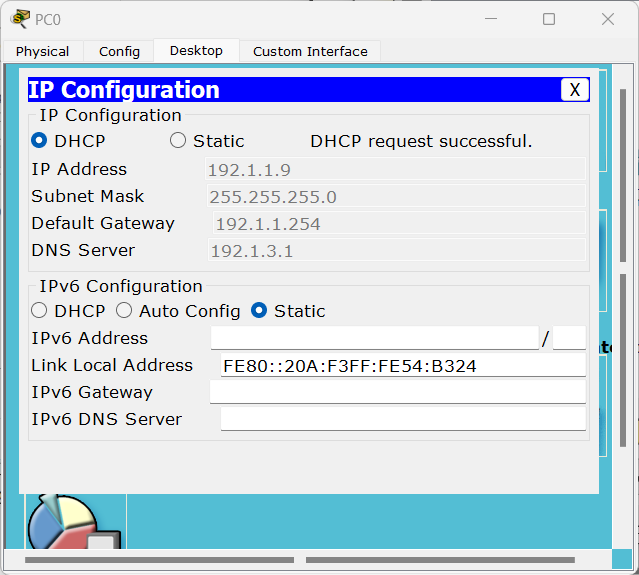 PC0
Physical Config Desktop Custom Interface
IP Configuration X
IP Configuration
DHCP Static DHCP request successful.
IP Address 192.1.1.9
Subnet Mask 255.255.255.0
Default Gateway 192.1.1.254
DNS Server 192.1.3.1
IPv6 Configuration
DHCP Auto Config Static
IPv6 Address /
Link Local Address FE80::20A:F3FF:FE54:B324
IPv6 Gateway
IPv6 DNS Server